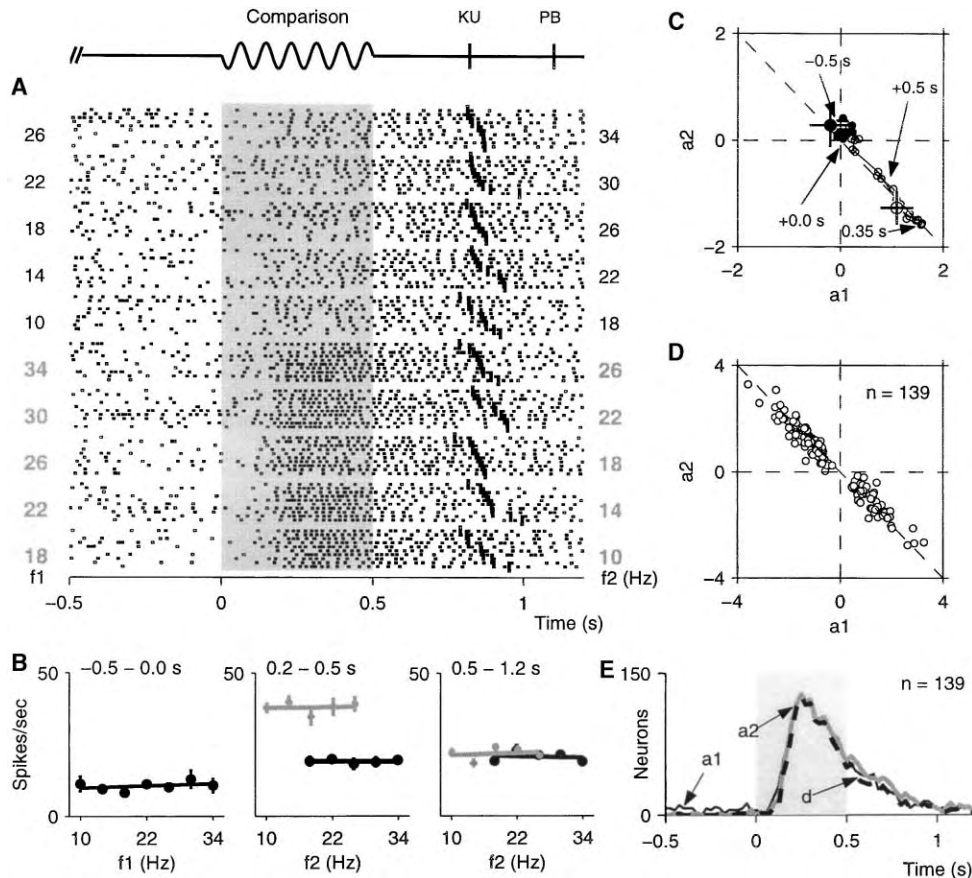 Comparison KU PB
A
26 34
22 30
18 26
14 22
10 18
34 26
30 22
26 18
22 14
18 10
f1 f2 (Hz)
−0.5 0 0.5 1
Time (s)
B
Spikes/sec
50
0
−0.5 – 0.0 s
10 22 34
f1 (Hz)
50
0.2 – 0.5 s
10 22 34
f2 (Hz)
50
0.5 – 1.2 s
10 22 34
f2 (Hz)
C
2
−0.5 s
+0.5 s
a2
0
+0.0 s
0.35 s
−2
−2 0 2
a1
D
4
n = 139
a2
0
−4
−4 0 4
a1
E
150
n = 139
Neurons
a2
a1
d
0
−0.5 0 0.5 1
Time (s)